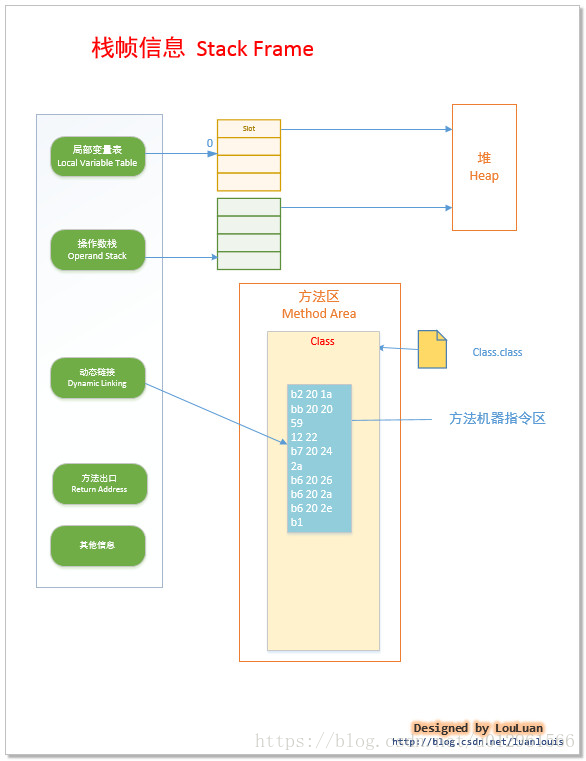 栈帧信息 Stack Frame
局部变量表
Local Variable Table
0
Slot
堆
Heap
操作数栈
Operand Stack
方法区
Method Area
Class
Class.class
动态链接
Dynamic Linking
b2 20 1a
bb 20 20
59
12 22
b7 20 24
2a
b6 20 26
b6 20 2a
b6 20 2e
b1
方法机器指令区
方法出口
Return Address
其他信息
Designed by LouLuan
http://blog.csdn.net/luanlouis
https://blog.